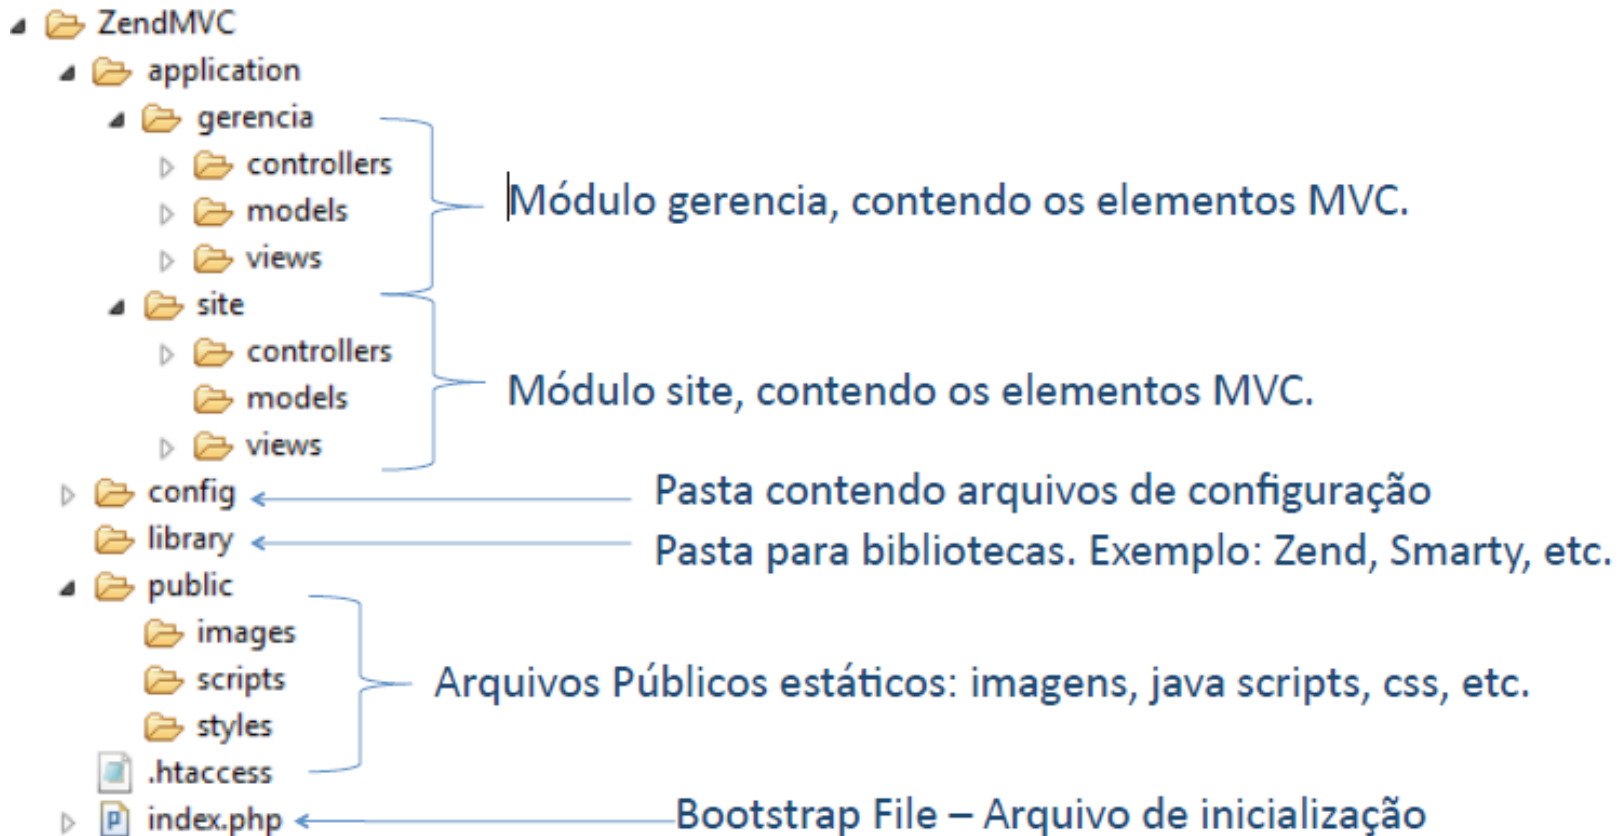 ZendMVC
application
gerencia
controllers
models
views
Módulo gerencia, contendo os elementos MVC.
site
controllers
models
views
Módulo site, contendo os elementos MVC.
config
Pasta contendo arquivos de configuração
library
Pasta para bibliotecas. Exemplo: Zend, Smarty, etc.
public
images
scripts
styles
Arquivos Públicos estáticos: imagens, java scripts, css, etc.
.htaccess
index.php
Bootstrap File – Arquivo de inicialização